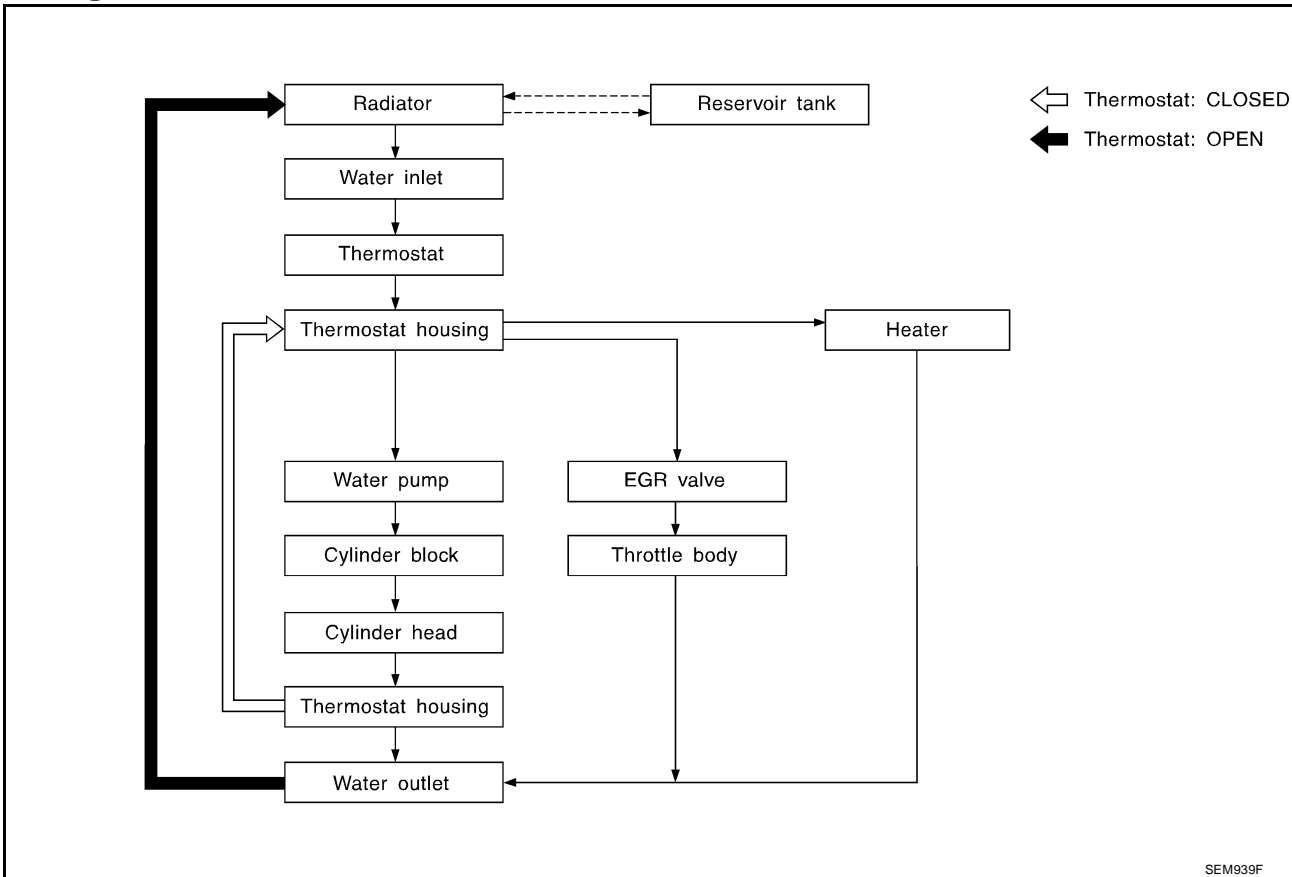 Radiator
Reservoir tank
Thermostat: CLOSED
Thermostat: OPEN
Water inlet
Thermostat
Thermostat housing
Heater
Water pump
EGR valve
Cylinder block
Throttle body
Cylinder head
Thermostat housing
Water outlet
SEM939F